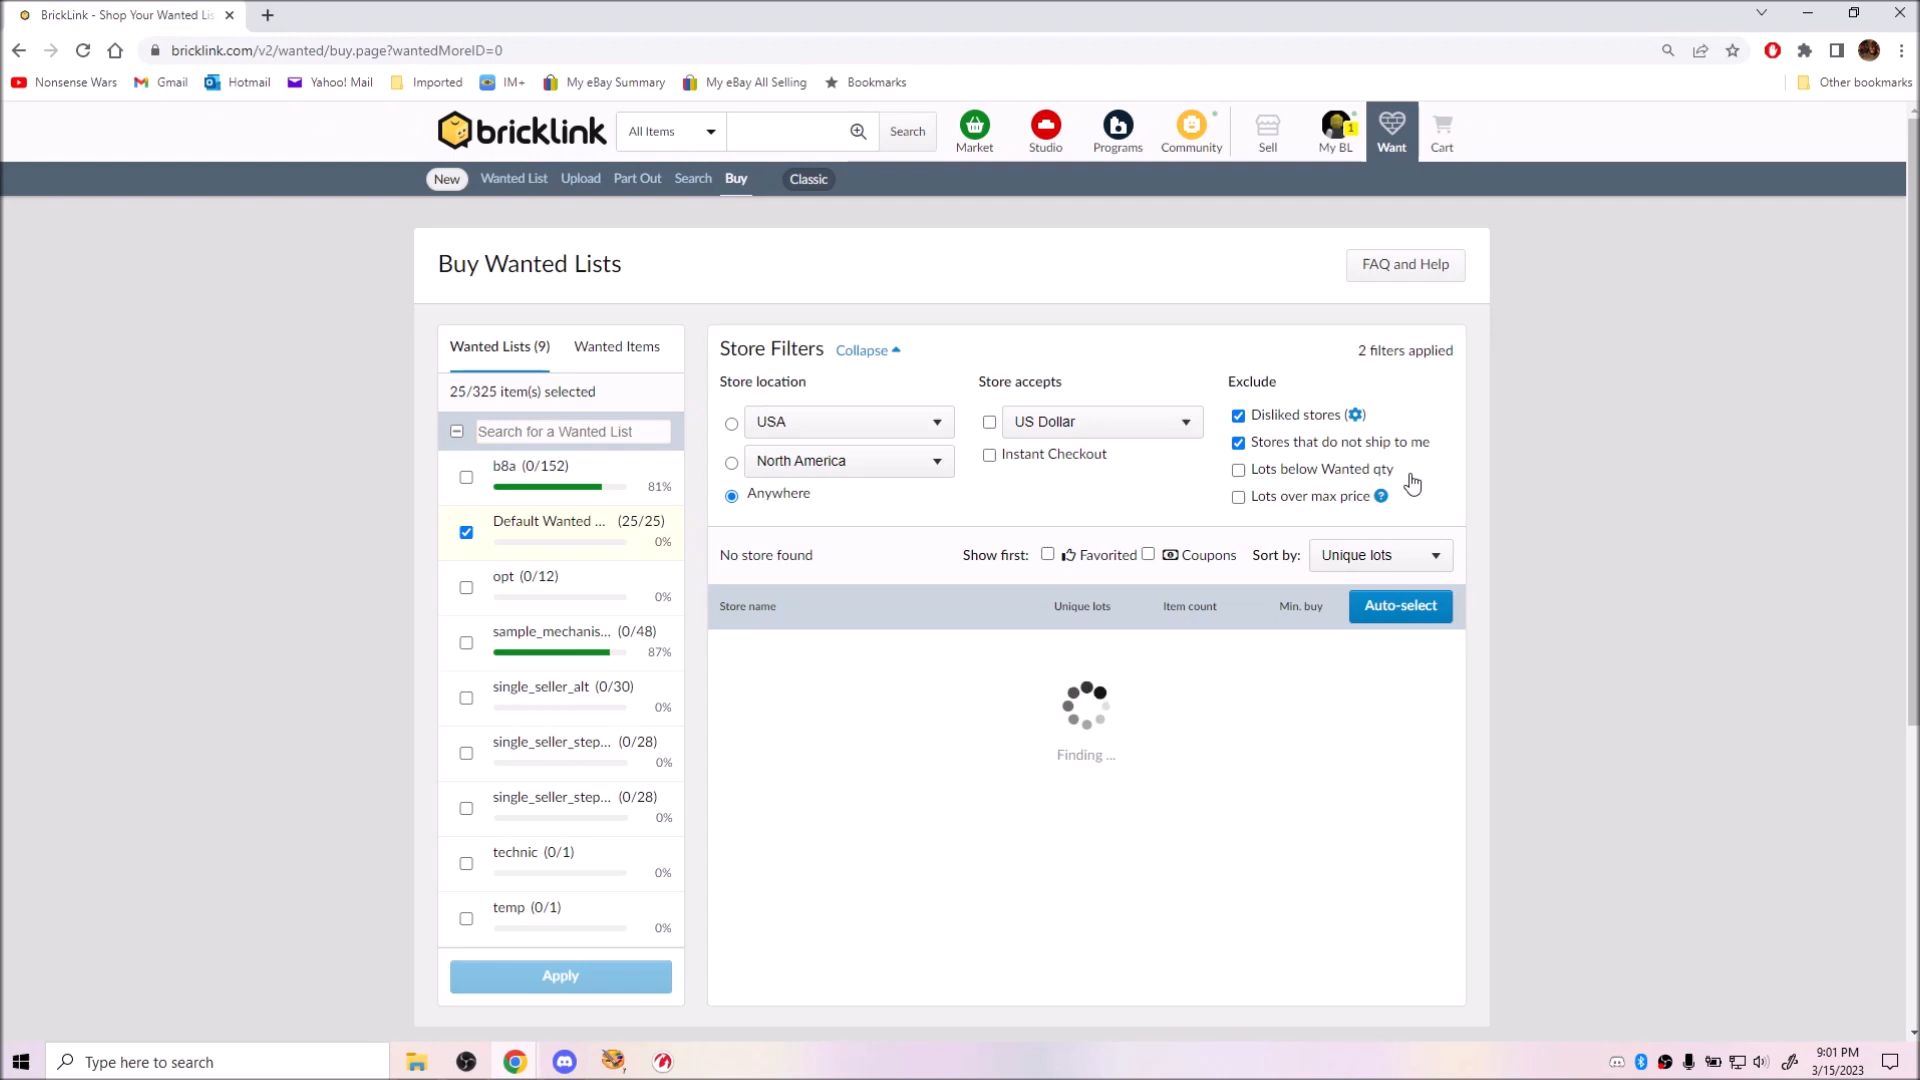 BrickLink - Shop Your Wanted Lis
bricklink.com/v2/wanted/buy.page?wantedMoreID=0
Nonsense Wars Gmail Hotmail Yahoo! Mail Imported IM+ My eBay Summary My eBay All Selling Bookmarks Other bookmarks
bricklink All Items Search Market Studio Programs Community Sell My BL 1 Want Cart
New Wanted List Upload Part Out Search Buy Classic
Buy Wanted Lists
FAQ and Help
Wanted Lists (9) Wanted Items
25/325 item(s) selected
Search for a Wanted List
b8a (0/152)
81%
Default Wanted ... (25/25)
0%
opt (0/12)
0%
sample_mechanis... (0/48)
87%
single_seller_alt (0/30)
0%
single_seller_step... (0/28)
0%
single_seller_step... (0/28)
0%
technic (0/1)
0%
temp (0/1)
0%
Apply
Store Filters Collapse 2 filters applied
Store location Store accepts Exclude
USA US Dollar Disliked stores ( )
North America Instant Checkout Stores that do not ship to me
Anywhere Lots below Wanted qty
Lots over max price ?
No store found Show first: Favorited Coupons Sort by: Unique lots
Store name Unique lots Item count Min. buy Auto-select
Finding ...
Type here to search
9:01 PM
3/15/2023